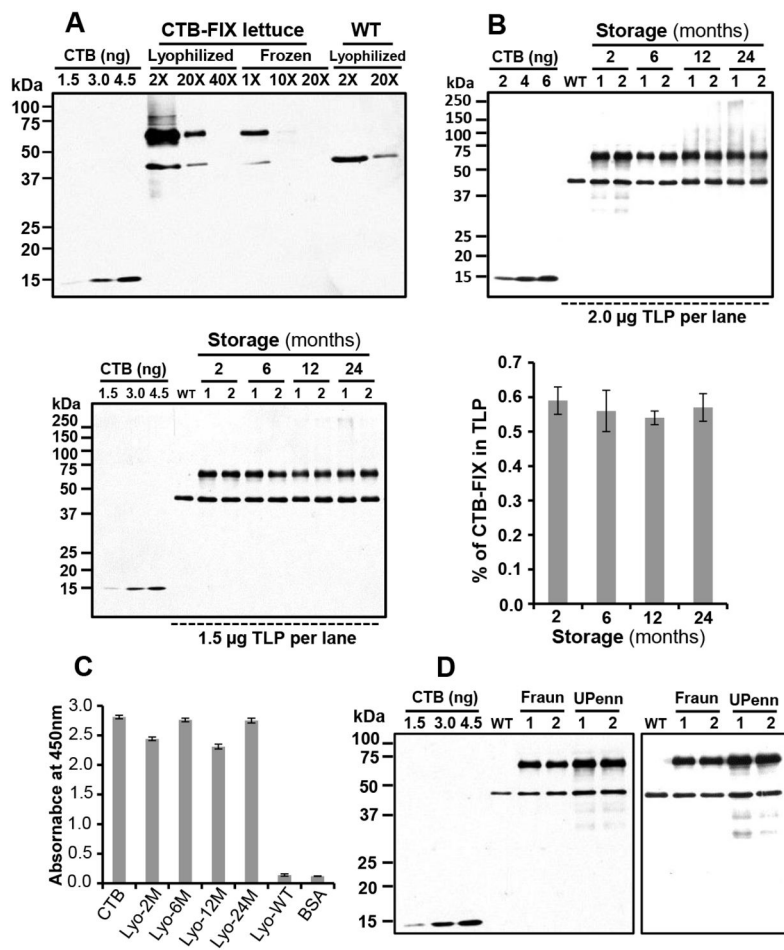 A
CTB-FIX lettuce WT
CTB (ng) Lyophilized Frozen Lyophilized
1.5 3.0 4.5 2X 20X 40X 1X 10X 20X 2X 20X
kDa
100
75
50
37
25
20
15
B
Storage (months)
CTB (ng) 2 6 12 24
kDa 2 4 6 WT 1 2 1 2 1 2 1 2
250
150
100
75
50
37
25
20
15
2.0 µg TLP per lane
Storage (months)
CTB (ng) 2 6 12 24
1.5 3.0 4.5 WT 1 2 1 2 1 2 1 2
kDa
250
150
100
75
50
37
25
20
15
1.5 µg TLP per lane
% of CTB-FIX in TLP
0.7
0.6
0.5
0.4
0.3
0.2
0.1
0.0
2 6 12 24
Storage (months)
C
Absornabce at 450nm
3.0
2.5
2.0
1.5
1.0
0.5
0.0
CTB Lyo-2M Lyo-6M Lyo-12M Lyo-24M Lyo-WT BSA
D
CTB (ng) Fraun UPenn Fraun UPenn
kDa 1.5 3.0 4.5 WT 1 2 1 2 WT 1 2 1 2
100
75
50
37
25
20
15